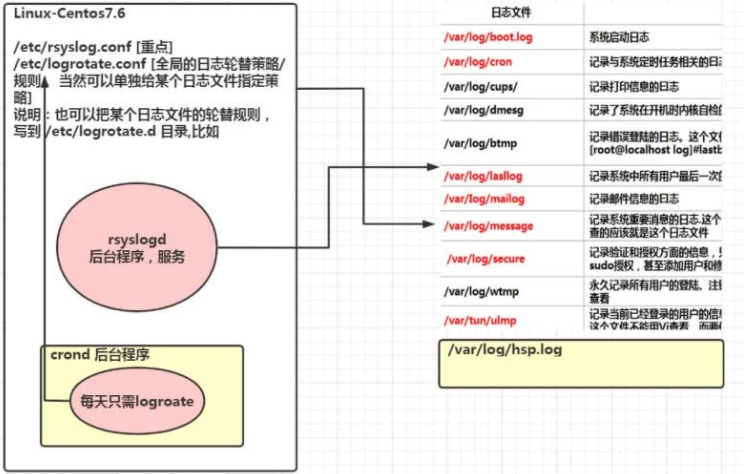 Linux-Centos7.6
/etc/rsyslog.conf [重点]
/etc/logrotate.conf [全局的日志轮替策略/
规则， 当然可以单独给某个日志文件指定策
略]
说明：也可以把某个日志文件的轮替规则，
写到 /etc/logrotate.d 目录,比如
rsyslogd
后台程序，服务
crond 后台程序
每天只需logroate
日志文件
/var/log/boot.log 系统启动日志
/var/log/cron 记录与系统定时任务相关的日志
/var/log/cups/ 记录打印信息的日志
/var/log/dmesg 记录了系统在开机时内核自检的
/var/log/btmp 记录错误登陆的日志。这个文件
[root@localhost log]#lastb
/var/log/lasllog 记录系统中所有用户最后一次的
/var/log/mailog 记录邮件信息的日志
/var/log/message 记录系统重要消息的日志.这个
查的应该就是这个日志文件
/var/log/secure 记录验证和授权方面的信息，只
sudo授权，甚至添加用户和修
/var/log/wtmp 永久记录所有用户的登陆、注销
查看
/var/tun/ulmp 记录当前已经登录的用户的信息
这个文件不能用Vi查看，而要
/var/log/hsp.log